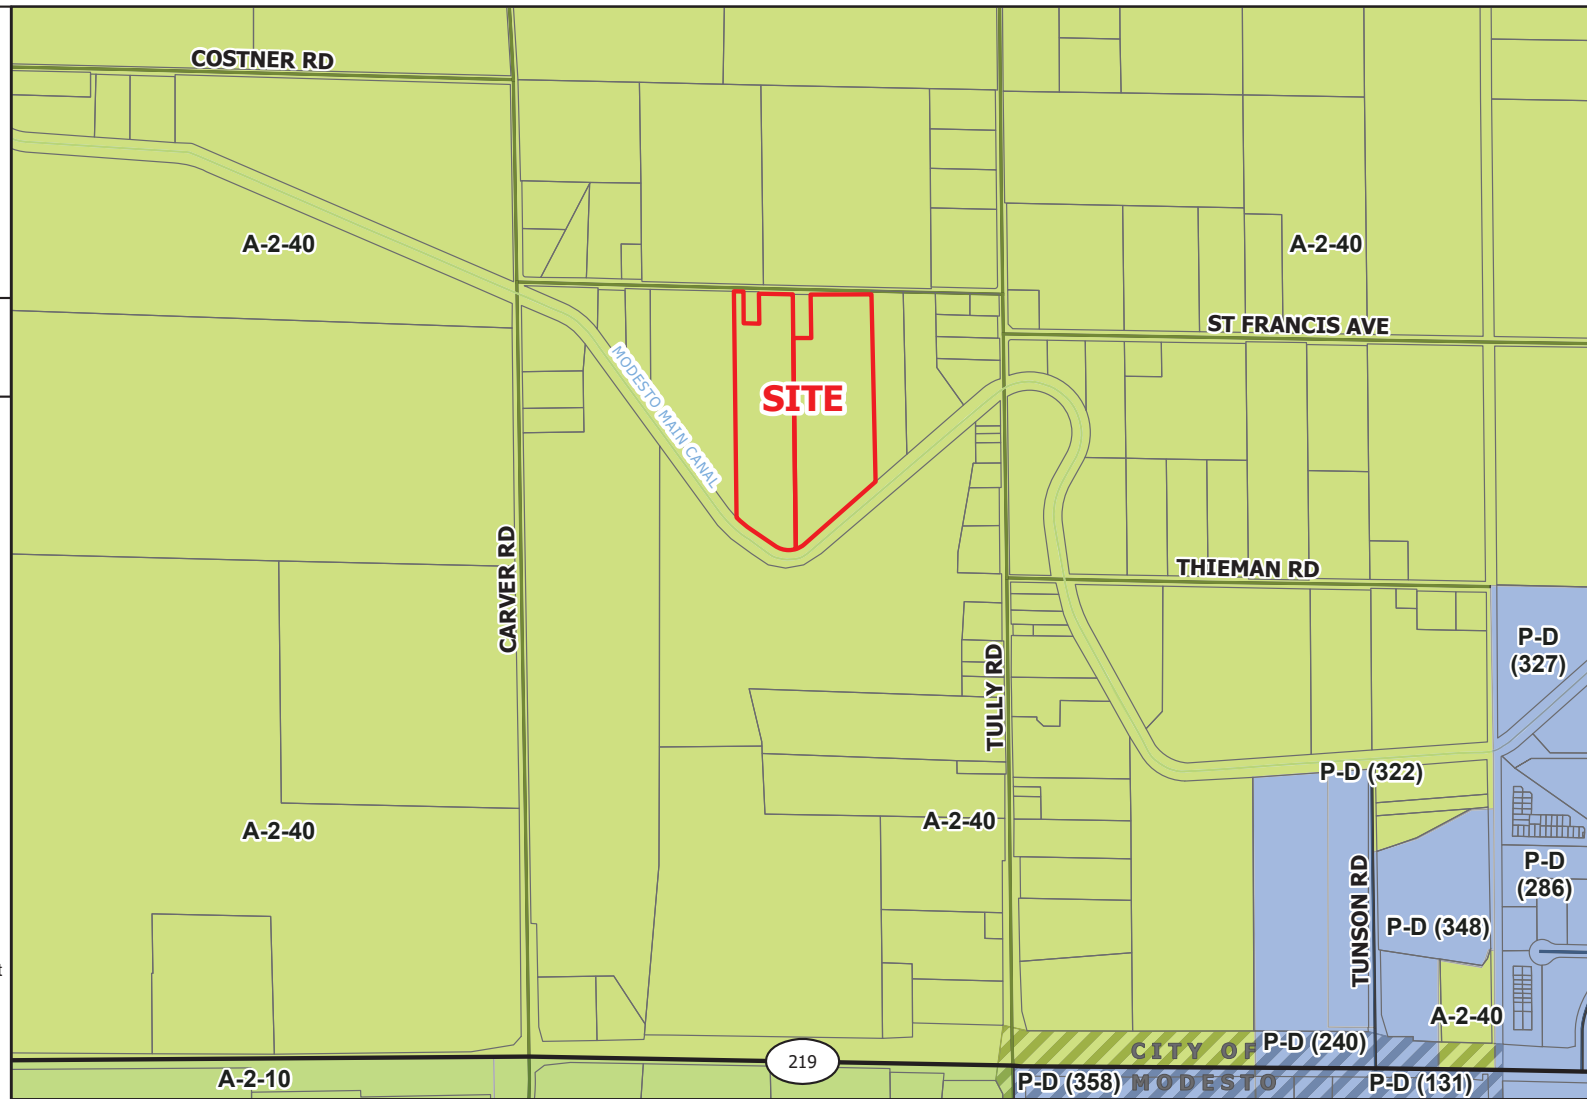 COSTNER RD
A-2-40
A-2-40
ST FRANCIS AVE
MODESTO MAIN CANAL
SITE
CARVER RD
THIEMAN RD
P-D
(327)
TULLY RD
P-D (322)
A-2-40
A-2-40
P-D
(286)
TUNSON RD
P-D (348)
t
A-2-40
CITY OF
MODESTO
P-D (240)
219
A-2-10
P-D (358)
P-D (131)